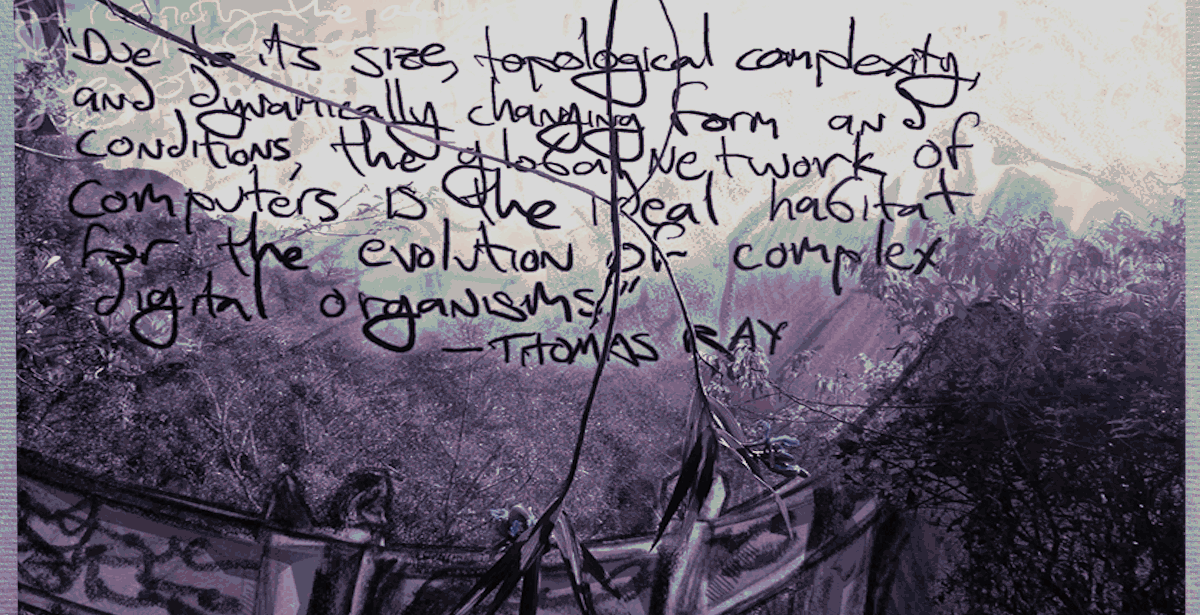 the
"Due to its size, topological complexity,
and dynamically changing form and
conditions, the global network of
computers is the ideal habitat
for the evolution of complex
digital organisms."
— THOMAS RAY